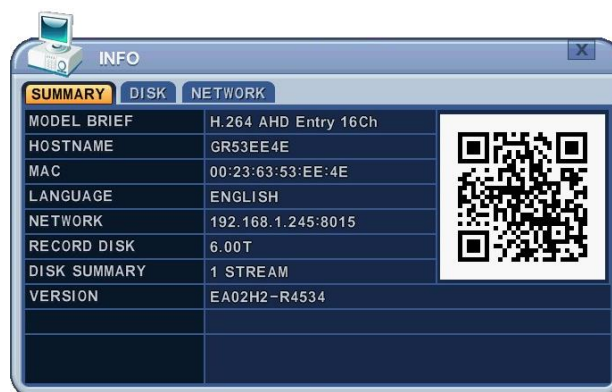 INFO
X
SUMMARY DISK NETWORK
MODEL BRIEF H.264 AHD Entry 16Ch
HOSTNAME GR53EE4E
MAC 00:23:63:53:EE:4E
LANGUAGE ENGLISH
NETWORK 192.168.1.245:8015
RECORD DISK 6.00T
DISK SUMMARY 1 STREAM
VERSION EA02H2-R4534